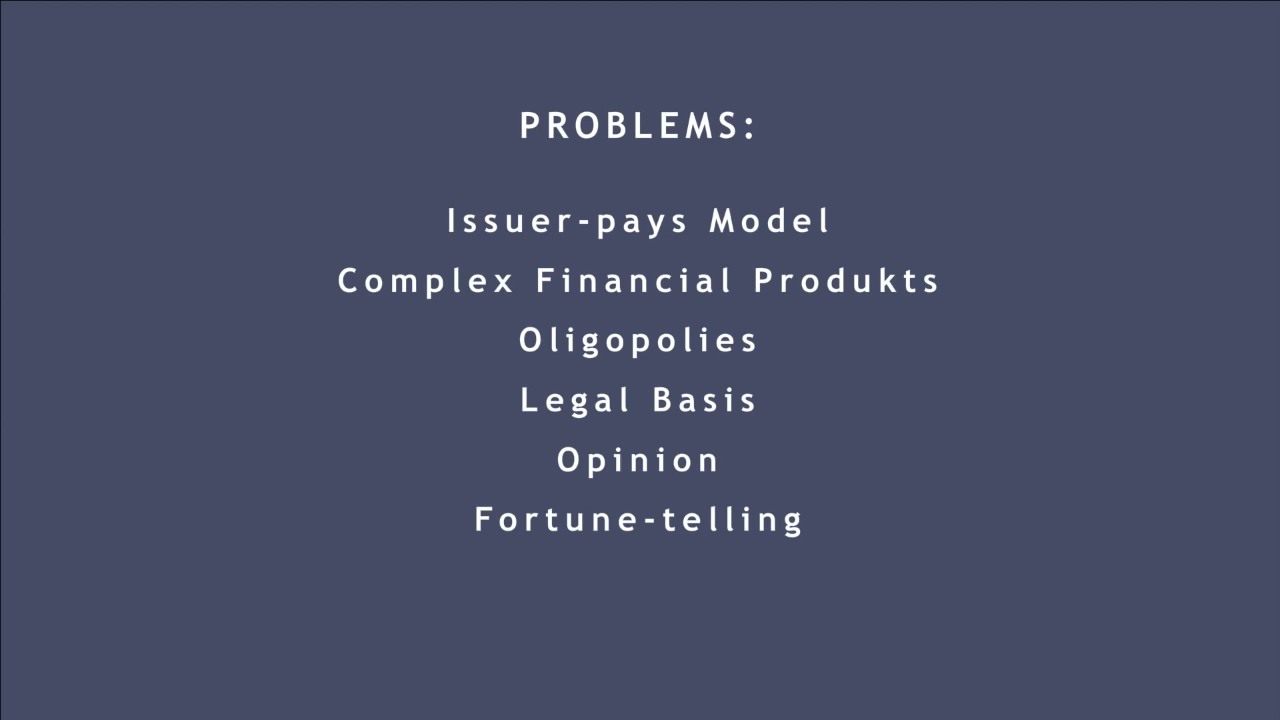 PROBLEMS:
Issuer-pays Model
Complex Financial Produkts
Oligopolies
Legal Basis
Opinion
Fortune-telling